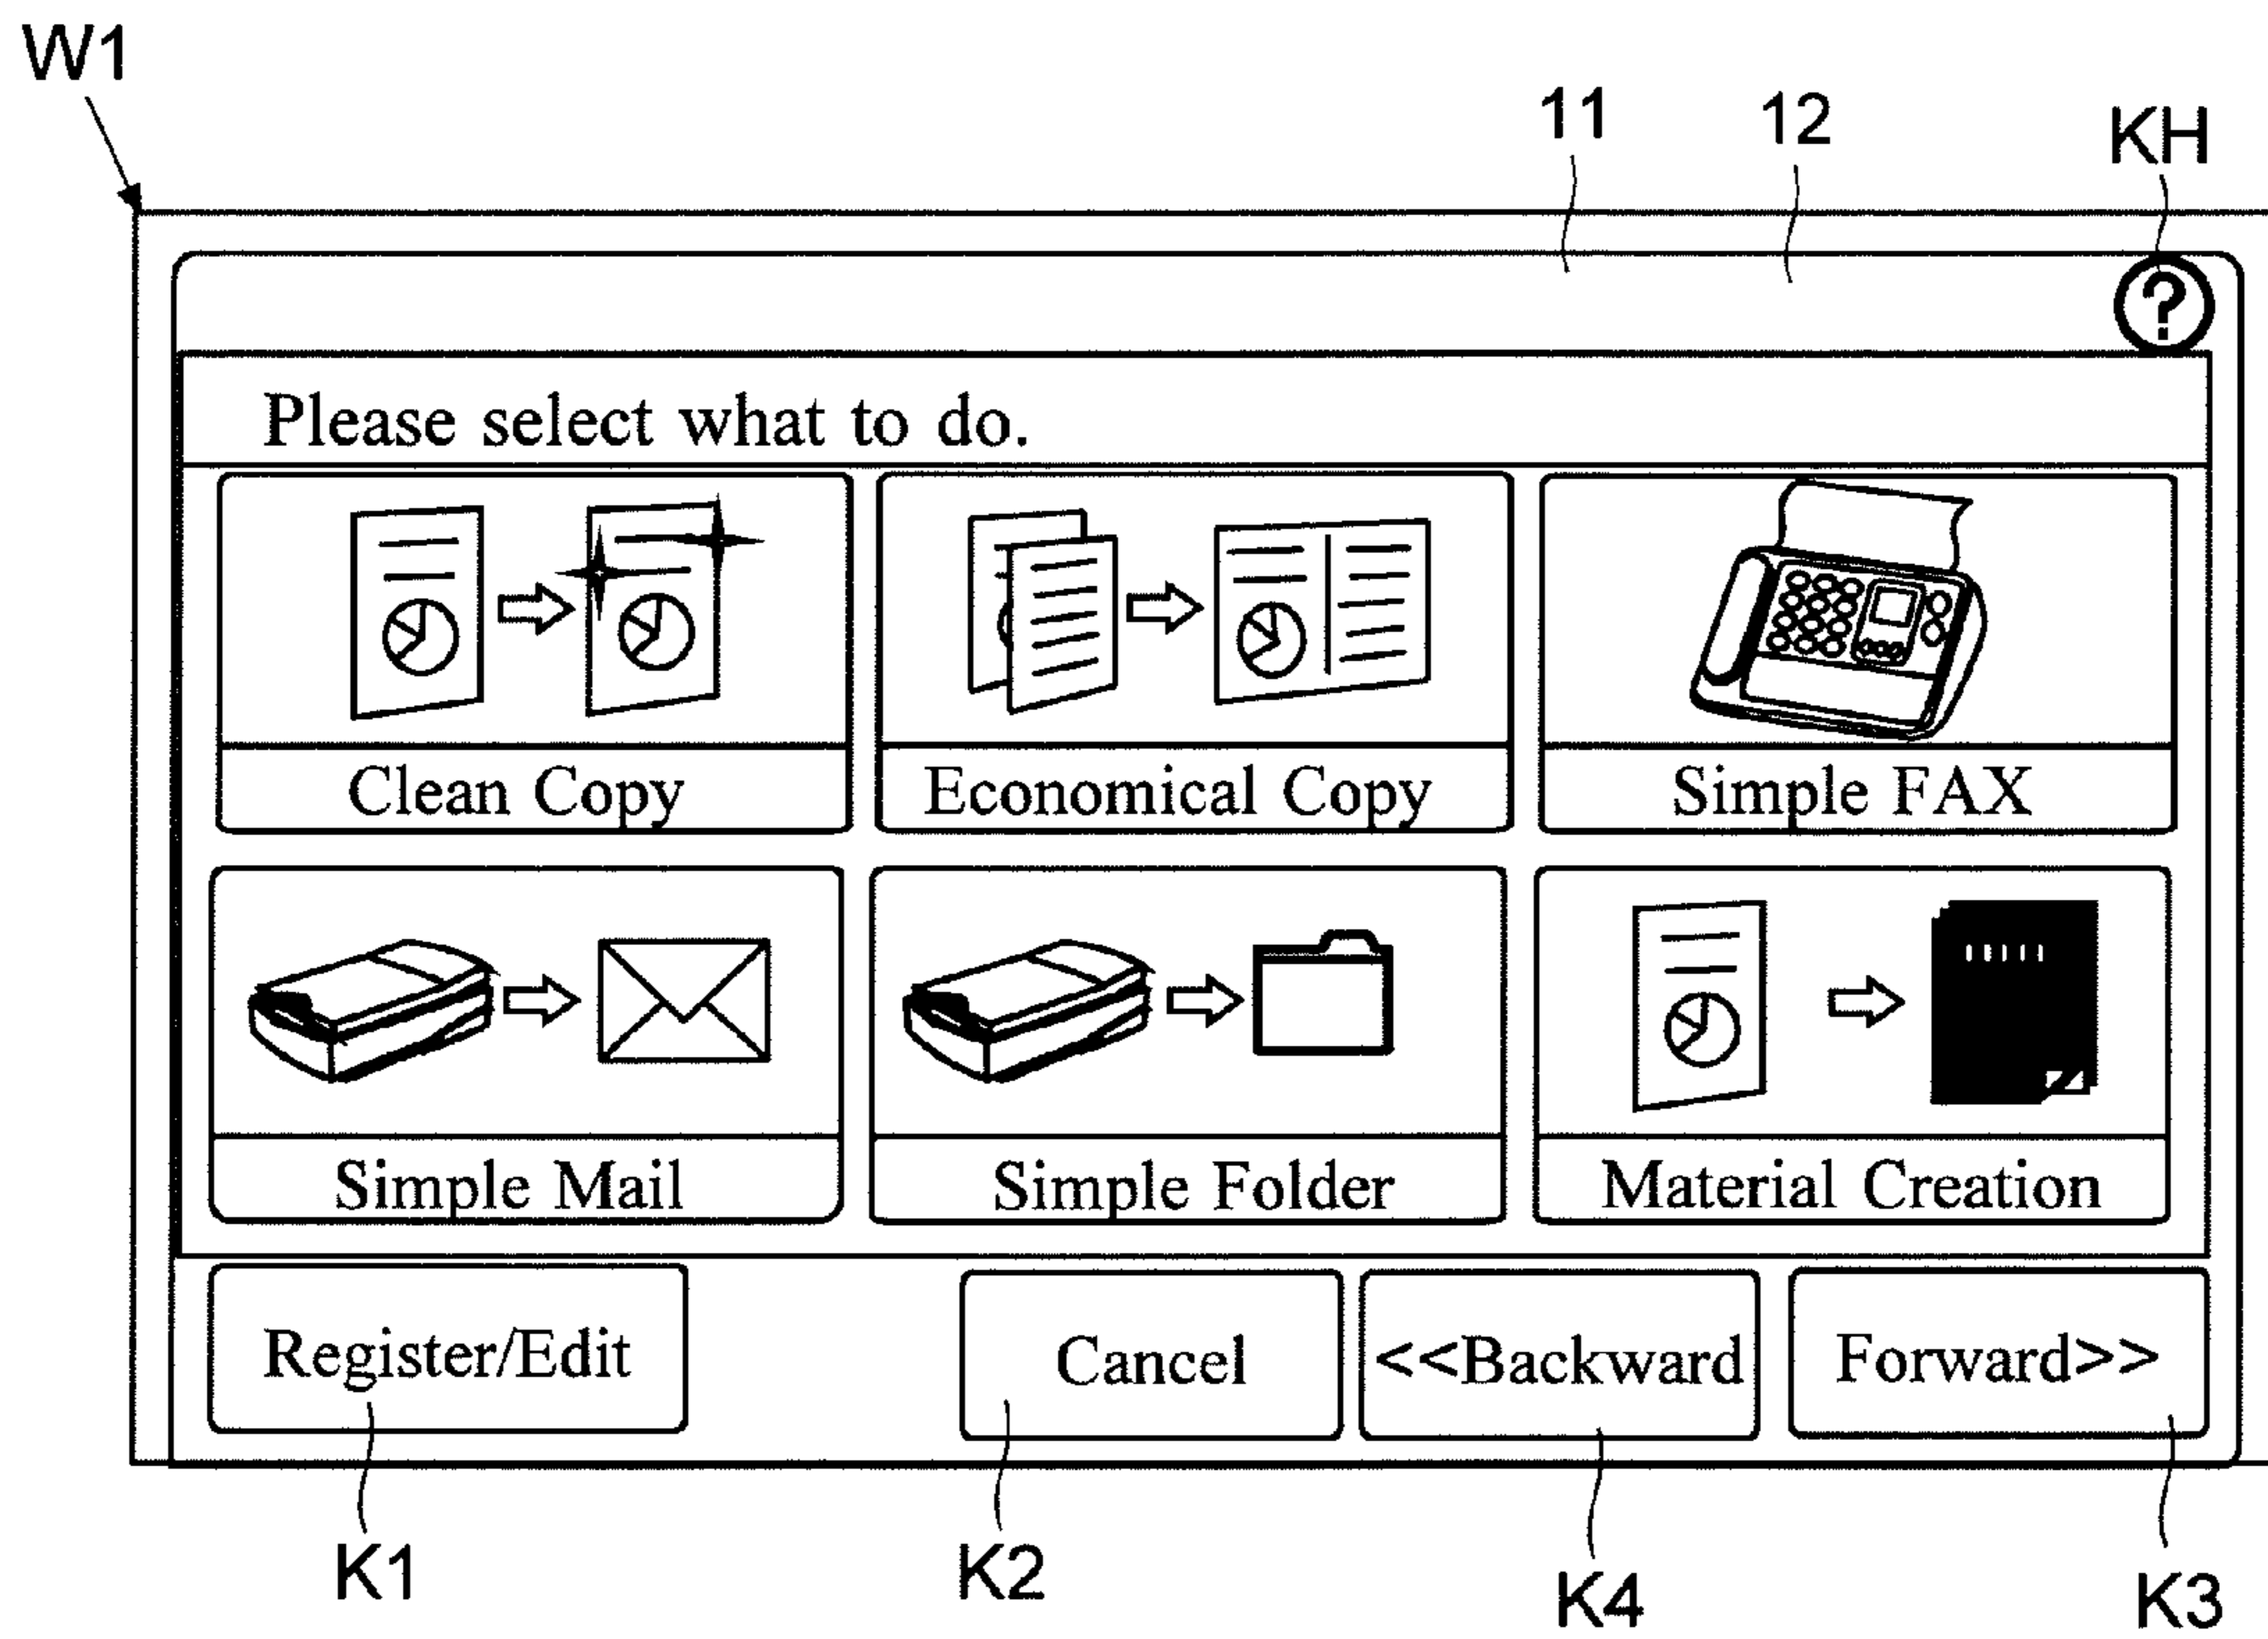 W1
11
12
KH
?
Please select what to do.
Clean Copy
Economical Copy
Simple FAX
Simple Mail
Simple Folder
Material Creation
Register/Edit
Cancel
<<Backward
Forward>>
K1
K2
K4
K3